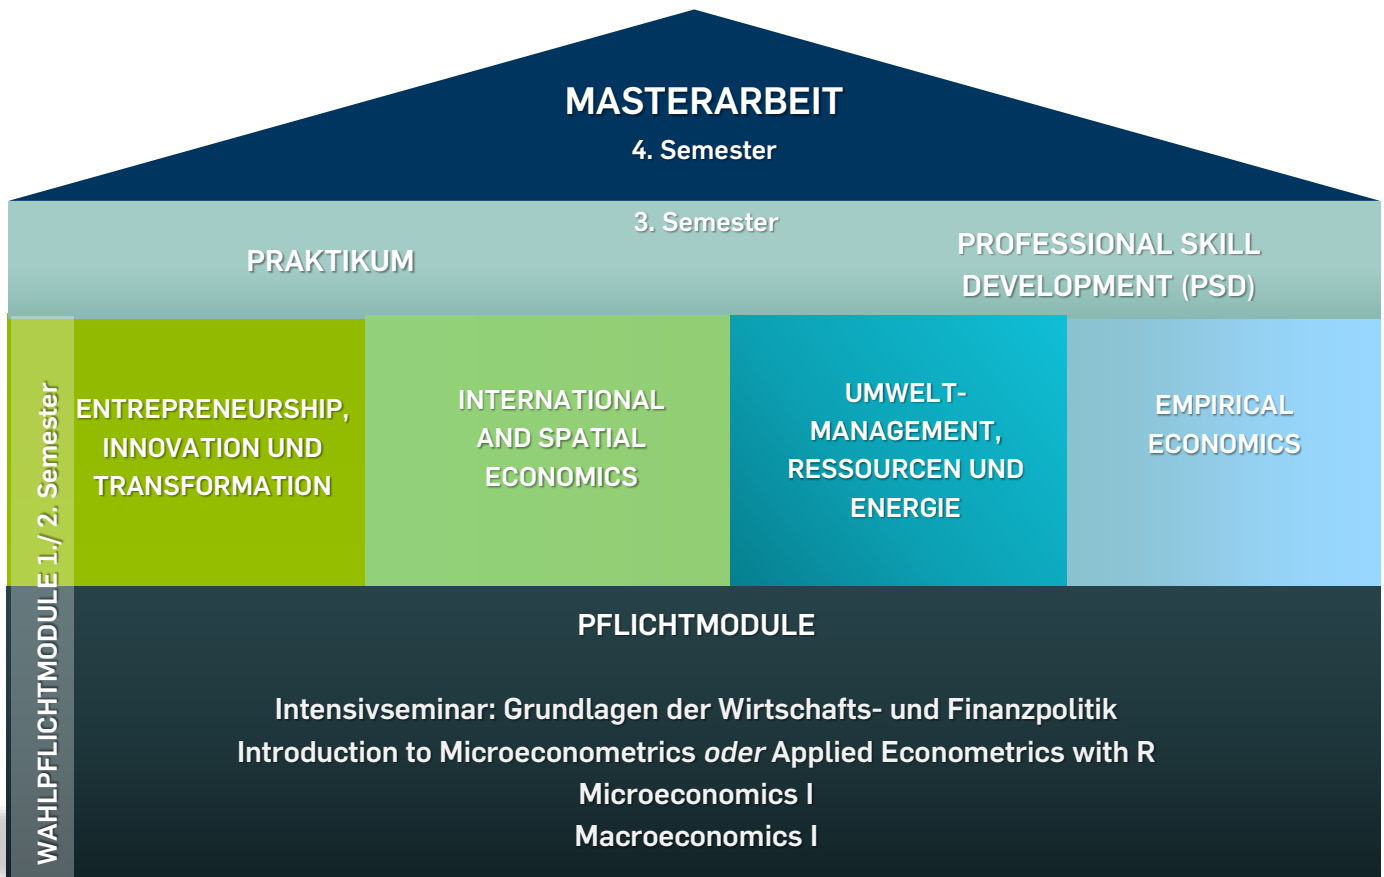 MASTERARBEIT
4. Semester
3. Semester
PRAKTIKUM
PROFESSIONAL SKILL
DEVELOPMENT (PSD)
WAHLPFLICHTMODULE 1./ 2. Semester
ENTREPRENEURSHIP,
INNOVATION UND
TRANSFORMATION
INTERNATIONAL
AND SPATIAL
ECONOMICS
UMWELT-
MANAGEMENT,
RESSOURCEN UND
ENERGIE
EMPIRICAL
ECONOMICS
PFLICHTMODULE
Intensivseminar: Grundlagen der Wirtschafts- und Finanzpolitik
Introduction to Microeconometrics oder Applied Econometrics with R
Microeconomics I
Macroeconomics I